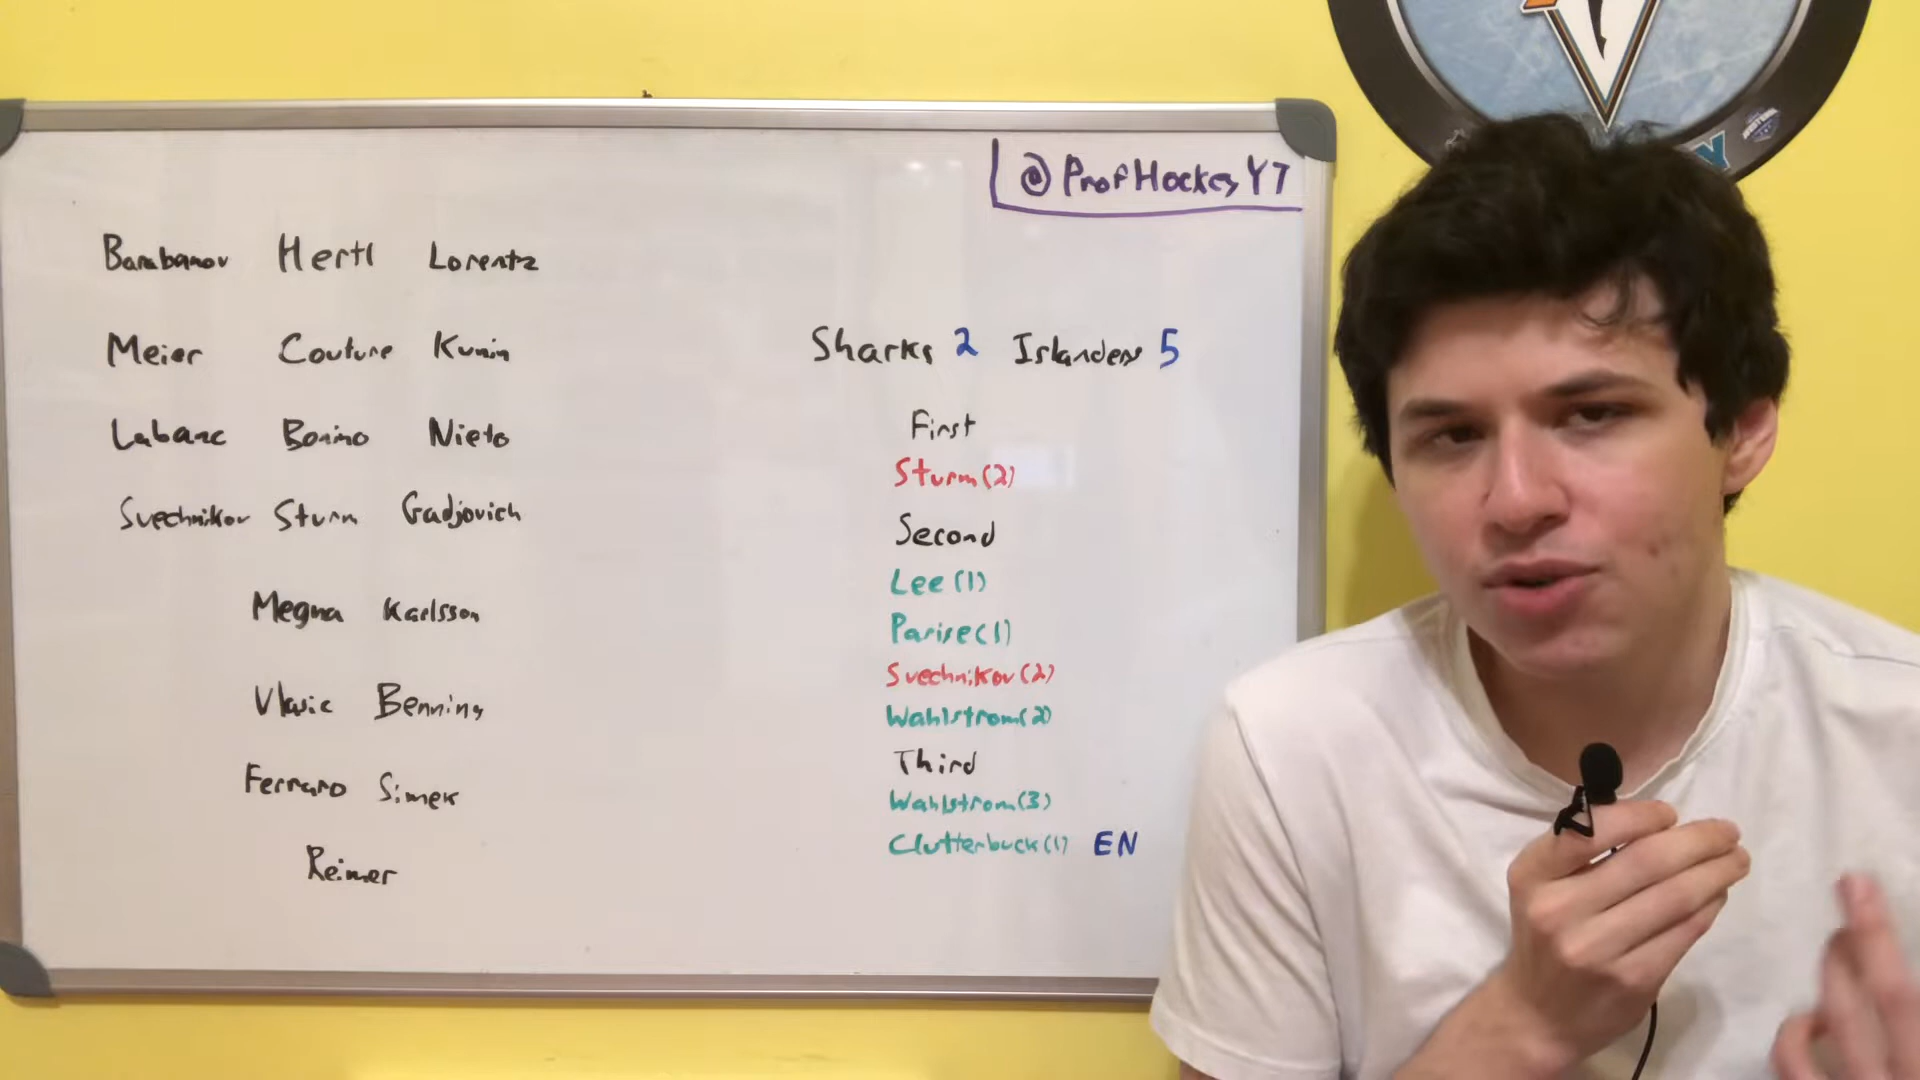 @ProfHockeyYT
Barabanov Hertl Lorentz
Meier Couture Kunin
Labanc Bonino Nieto
Svechnikov Sturm Gadjovich
Megna Karlsson
Vlasic Benning
Ferraro Simek
Reimer
Sharks 2 Islanders 5
First
Sturm(2)
Second
Lee(1)
Parise(1)
Svechnikov(2)
Wahlstrom(2)
Third
Wahlstrom(3)
Clutterbuck(1) EN